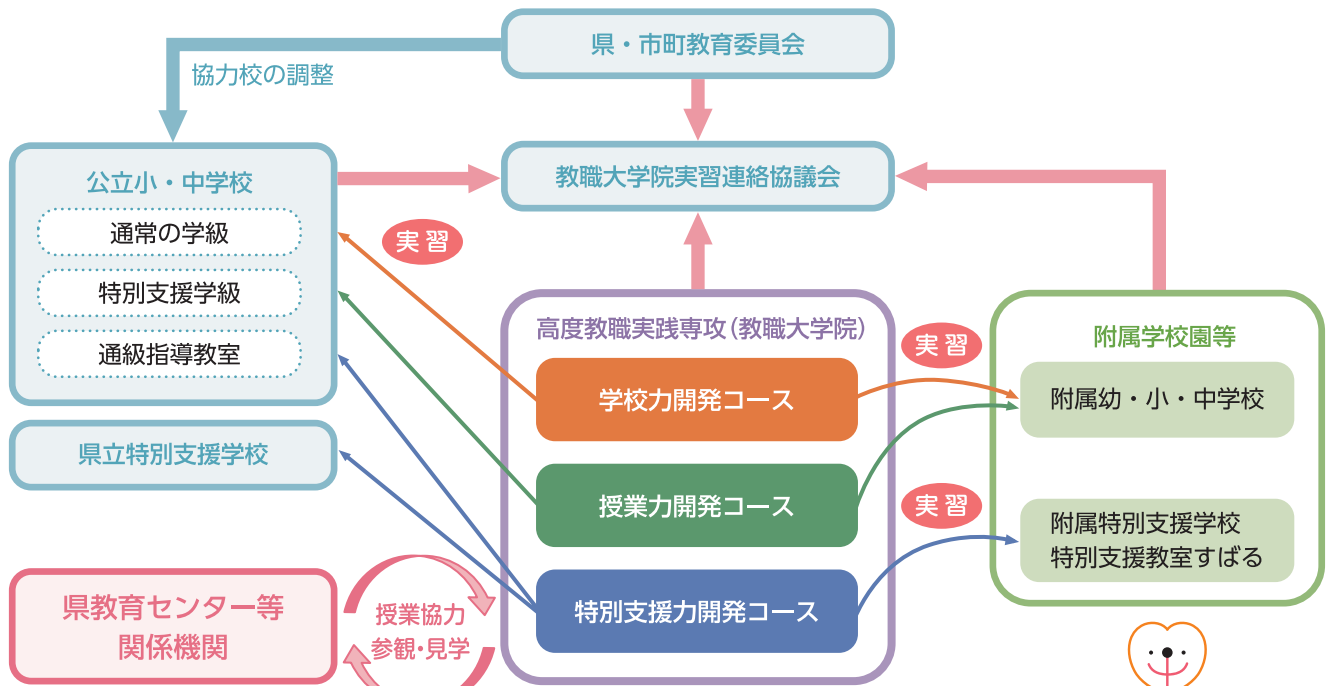 県・市町教育委員会
協力校の調整
公立小・中学校
通常の学級
特別支援学級
通級指導教室
教職大学院実習連絡協議会
実習
県立特別支援学校
県教育センター等
関係機関
授業協力
参観・見学
高度教職実践専攻（教職大学院）
学校力開発コース
授業力開発コース
特別支援力開発コース
実習
実習
附属学校園等
附属幼・小・中学校
附属特別支援学校
特別支援教室すばる